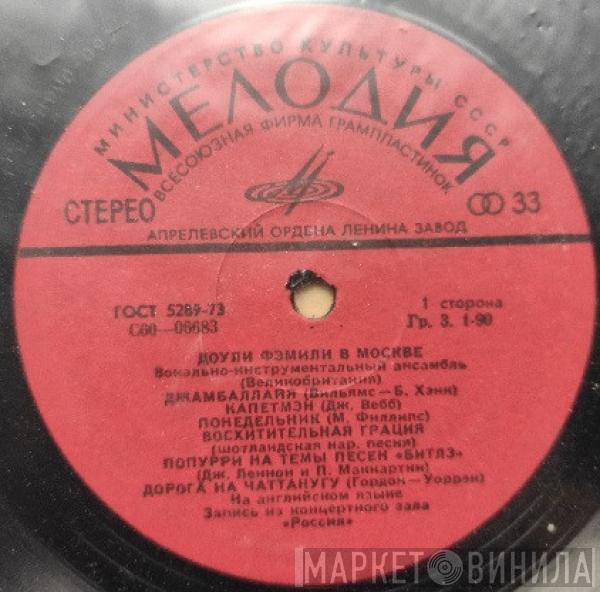 МИНИСТЕРСТВО КУЛЬТУРЫ СССР
МЕЛОДИЯ
ВСЕСОЮЗНАЯ ФИРМА ГРАМПЛАСТИНОК
СТЕРЕО
33
АПРЕЛЕВСКИЙ ОРДЕНА ЛЕНИНА ЗАВОД
ГОСТ 5289-73
С60—06683
1 сторона
Гр. 3. 1-90
ДОУЛИ ФЭМИЛИ В МОСКВЕ
Вокально-инструментальный ансамбль
(Великобритания)
ДЖАМБАЛЛАЙЯ (Вильямс — Б. Хэнк)
КАПЕТМЭН (Дж. Вебб)
ПОНЕДЕЛЬНИК (М. Филлипс)
ВОСХИТИТЕЛЬНАЯ ГРАЦИЯ
(шотландская нар. песня)
ПОПУРРИ НА ТЕМЫ ПЕСЕН «БИТЛЗ»
(Дж. Леннон и П. Маккартни)
ДОРОГА НА ЧАТТАНУГУ (Гордон — Уоррэн)
На английском языке
Запись из концертного зала
«Россия»
МАРКЕТ ВИНИЛА